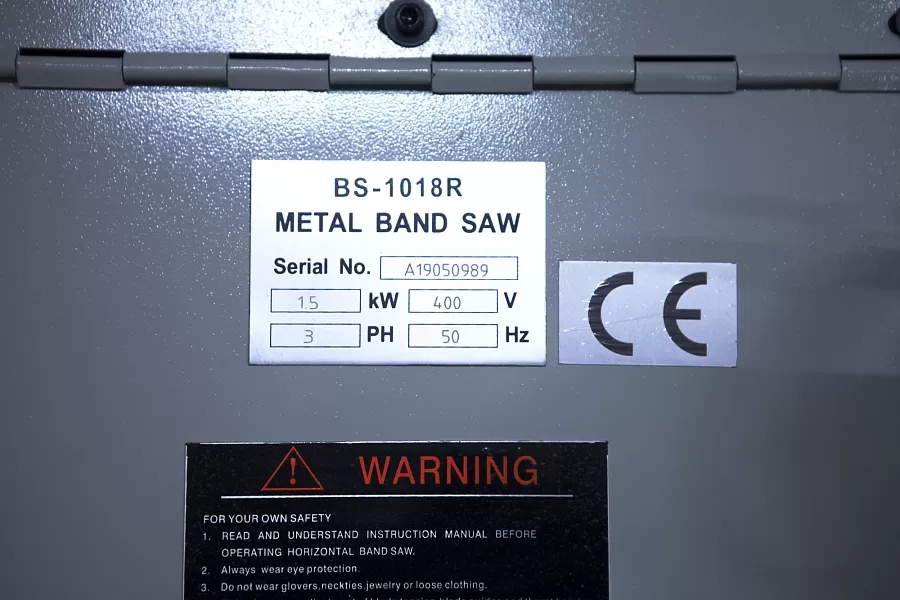 BS-1018R
METAL BAND SAW
Serial No. A19050989
1.5 kW 400 V
3 PH 50 Hz
CE
WARNING
FOR YOUR OWN SAFETY
1. READ AND UNDERSTAND INSTRUCTION MANUAL BEFORE
OPERATING HORIZONTAL BAND SAW.
2. Always wear eye protection.
3. Do not wear glovers,neckties,jewelry or loose clothing.